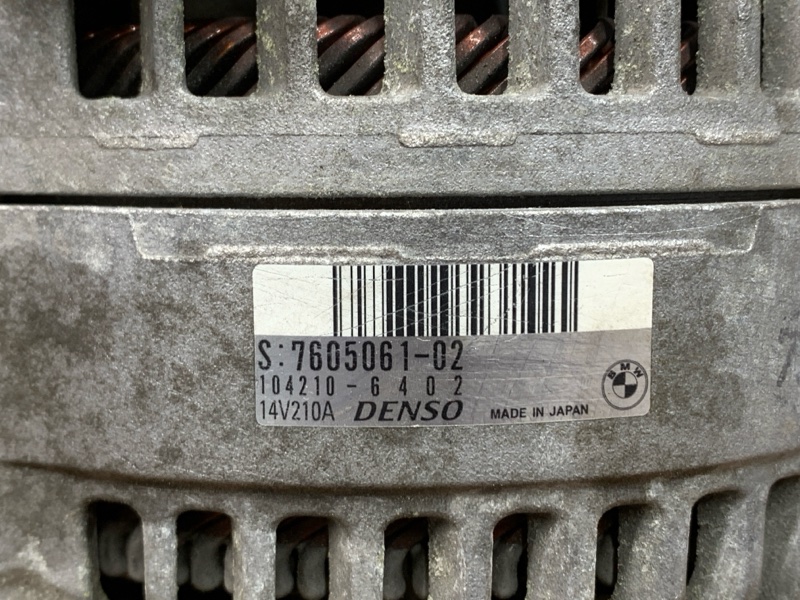 S:7605061-02
104210-6402
14V210A DENSO MADE IN JAPAN
BMW